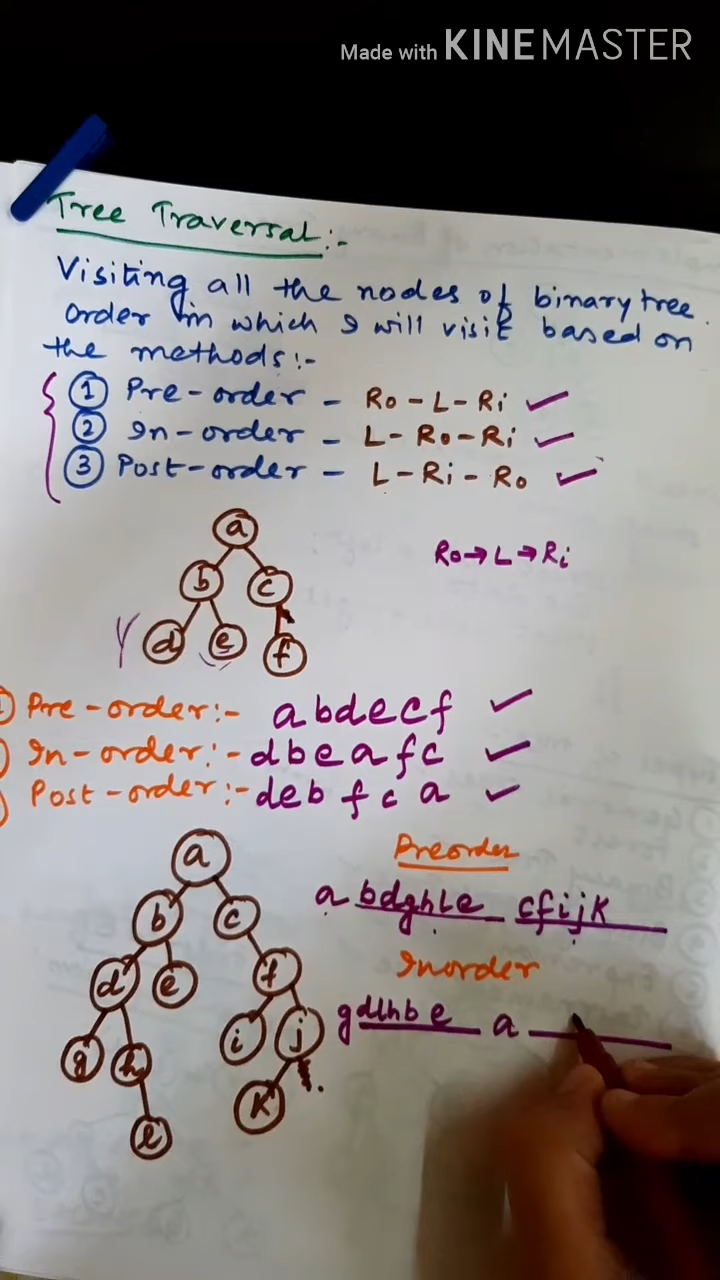 Made with KINEMASTER
Tree Traversal:-
Visiting all the nodes of binary tree.
Order in which I will visit based on
the methods:-
① Pre-order - Ro-L-Ri ✓
② In-order - L-Ro-Ri ✓
③ Post-order - L-Ri-Ro ✓
a
Ro→L→Ri
b c
d e f
Pre-order:- abdecf ✓
In-order:- dbeafc ✓
Post-order:- deb f c a ✓
a
Preorder
a bdghle cfijk
b c
Inorder
d e f
gdlhb e a
i j
g h
k
l